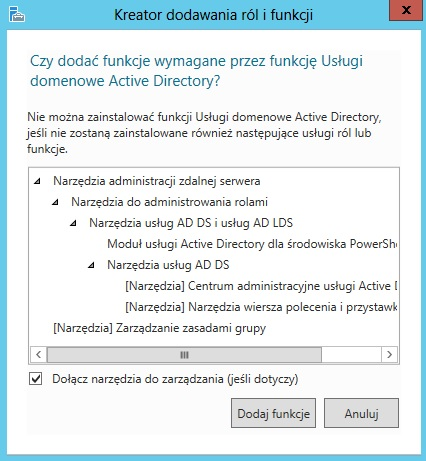 Kreator dodawania ról i funkcji
Czy dodać funkcje wymagane przez funkcję Usługi
domenowe Active Directory?
Nie można zainstalować funkcji Usługi domenowe Active Directory,
jeśli nie zostaną zainstalowane również następujące usługi ról lub
funkcje.
Narzędzia administracji zdalnej serwera
Narzędzia do administrowania rolami
Narzędzia usług AD DS i usług AD LDS
Moduł usługi Active Directory dla środowiska PowerShe
Narzędzia usług AD DS
[Narzędzia] Centrum administracyjne usługi Active
[Narzędzia] Narzędzia wiersza polecenia i przystawk
[Narzędzia] Zarządzanie zasadami grupy
Dołącz narzędzia do zarządzania (jeśli dotyczy)
Dodaj funkcje
Anuluj